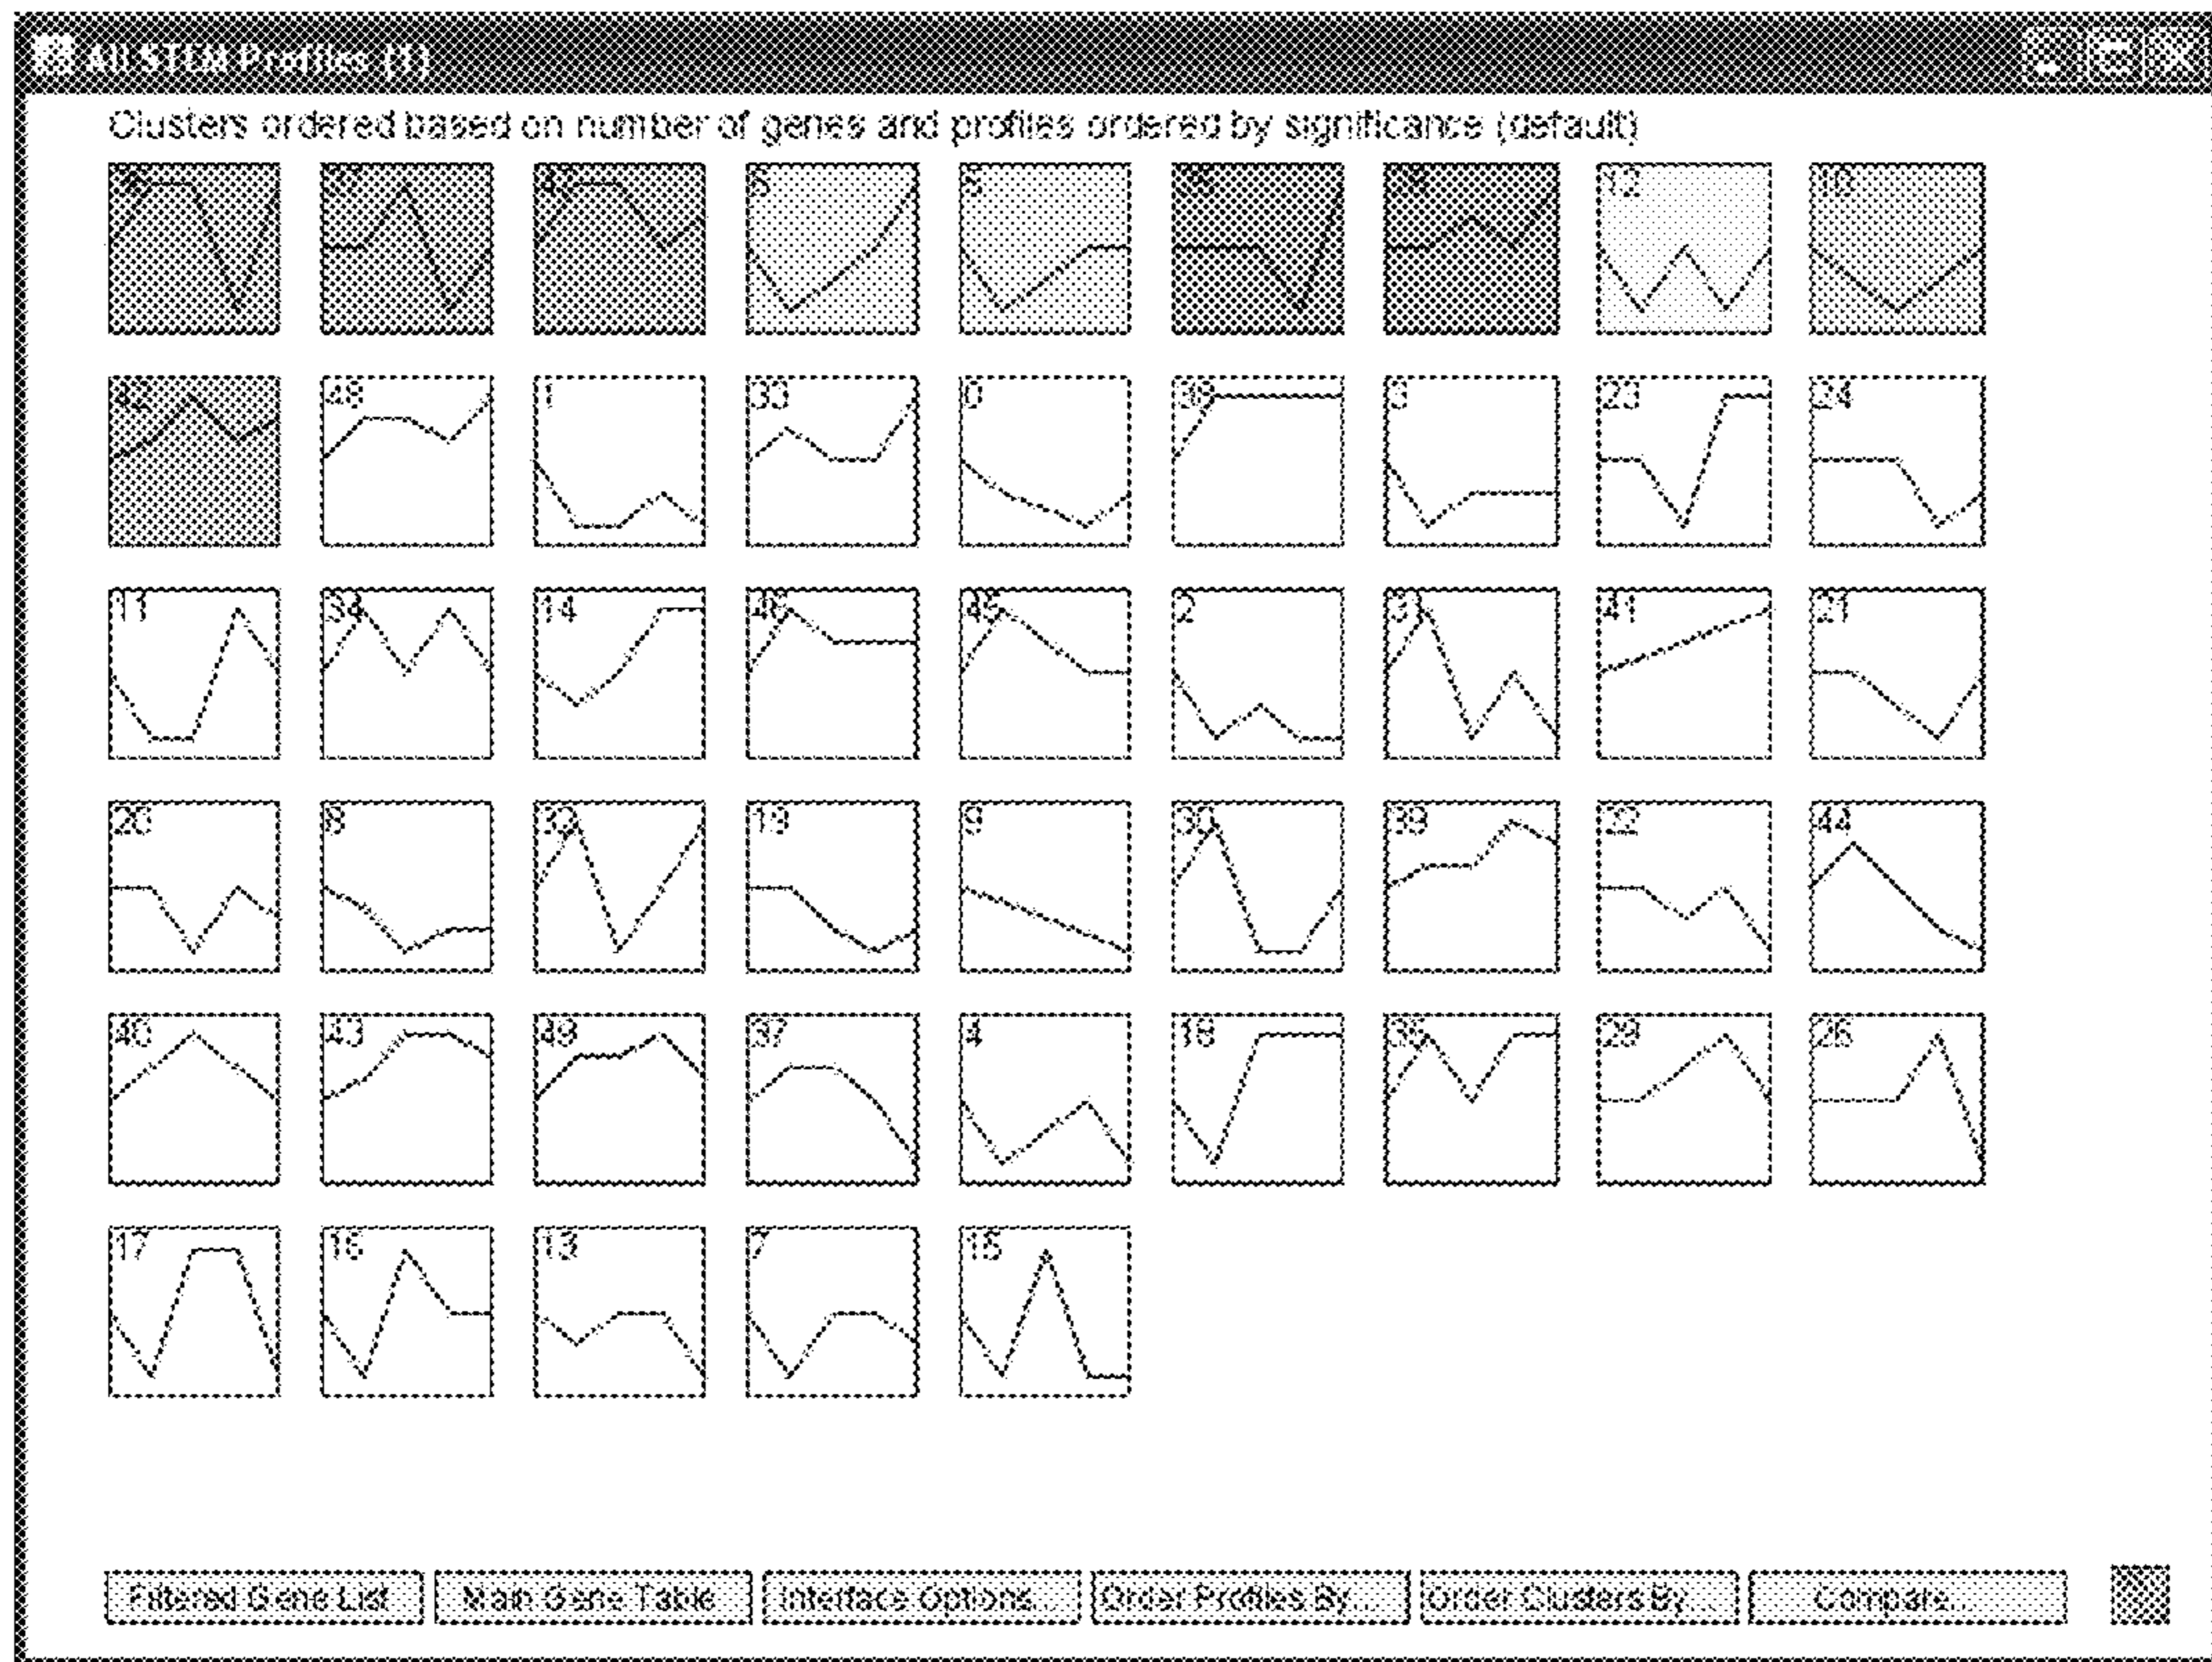 All STEM Profiles (1)
Clusters ordered based on number of genes and profiles ordered by significance (default)
27 5 12 10
42 48 1 33 0 3 23 24
11 34 14 46 45 2 31 41 21
20 8 32 19 9 30 39 22 44
40 43 49 37 4 18 35 29
17 16 13 7 15
Filtered Gene List Main Gene Table Interface Options... Order Profiles By... Order Clusters By... Compare...